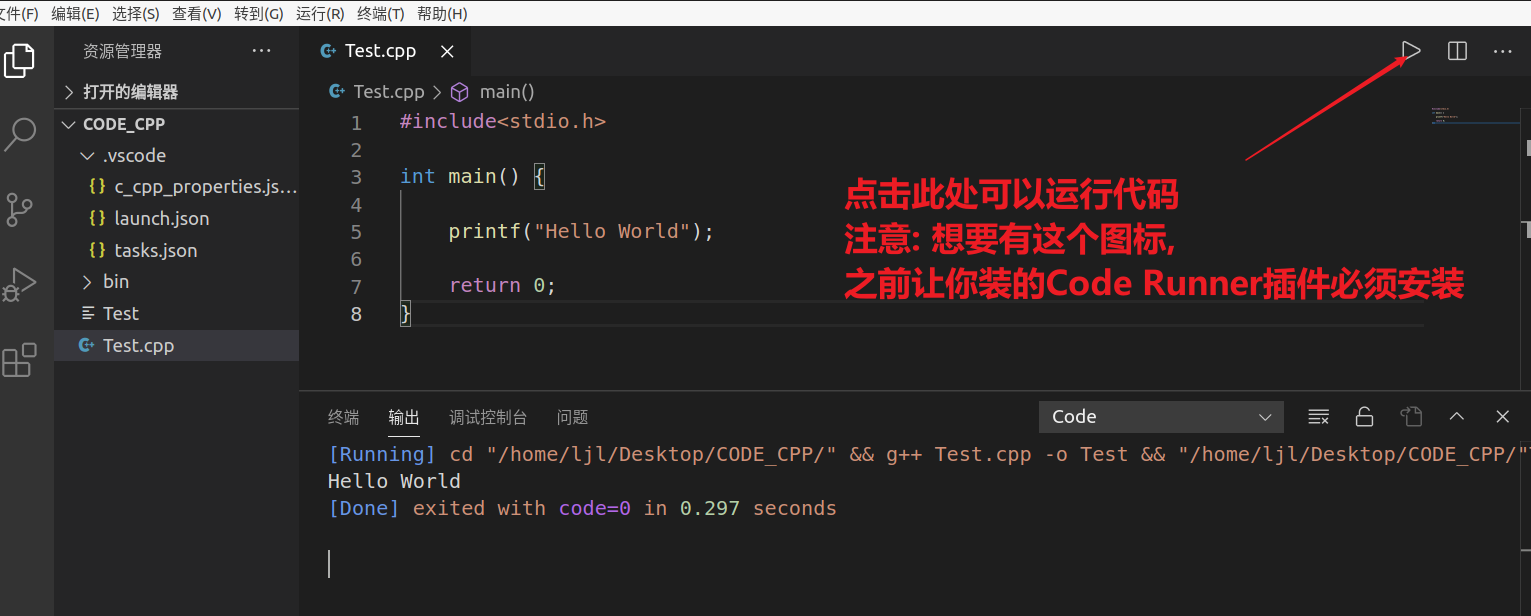 文件(F) 编辑(E) 选择(S) 查看(V) 转到(G) 运行(R) 终端(T) 帮助(H)
资源管理器 ···
Test.cpp
打开的编辑器
Test.cpp > main()
CODE_CPP
1 #include<stdio.h>
2
.vscode
3 int main() {
{} c_cpp_properties.js...
4
{} launch.json
5 printf("Hello World");
{} tasks.json
6
bin
7 return 0;
Test
8 }
Test.cpp
点击此处可以运行代码
注意: 想要有这个图标,
之前让你装的Code Runner插件必须安装
终端 输出 调试控制台 问题
Code
[Running] cd "/home/ljl/Desktop/CODE_CPP/" && g++ Test.cpp -o Test && "/home/ljl/Desktop/CODE_CPP/"
Hello World
[Done] exited with code=0 in 0.297 seconds